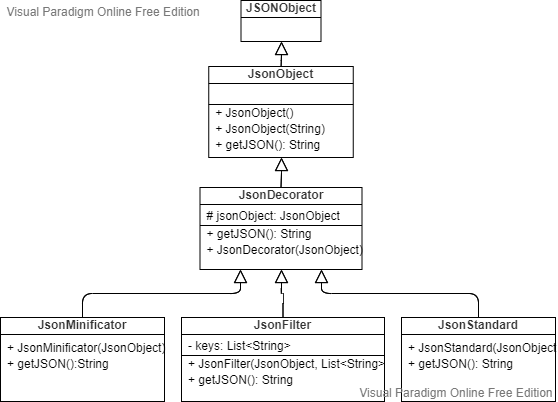 Visual Paradigm Online Free Edition
JSONObject
JsonObject
+ JsonObject()
+ JsonObject(String)
+ getJSON(): String
JsonDecorator
# jsonObject: JsonObject
+ getJSON(): String
+ JsonDecorator(JsonObject)
JsonMinificator
+ JsonMinificator(JsonObject)
+ getJSON():String
JsonFilter
- keys: List<String>
+ JsonFilter(JsonObject, List<String>
+ getJSON(): String
JsonStandard
+ JsonStandard(JsonObject
+ getJSON(): String
Visual Paradigm Online Free Edition